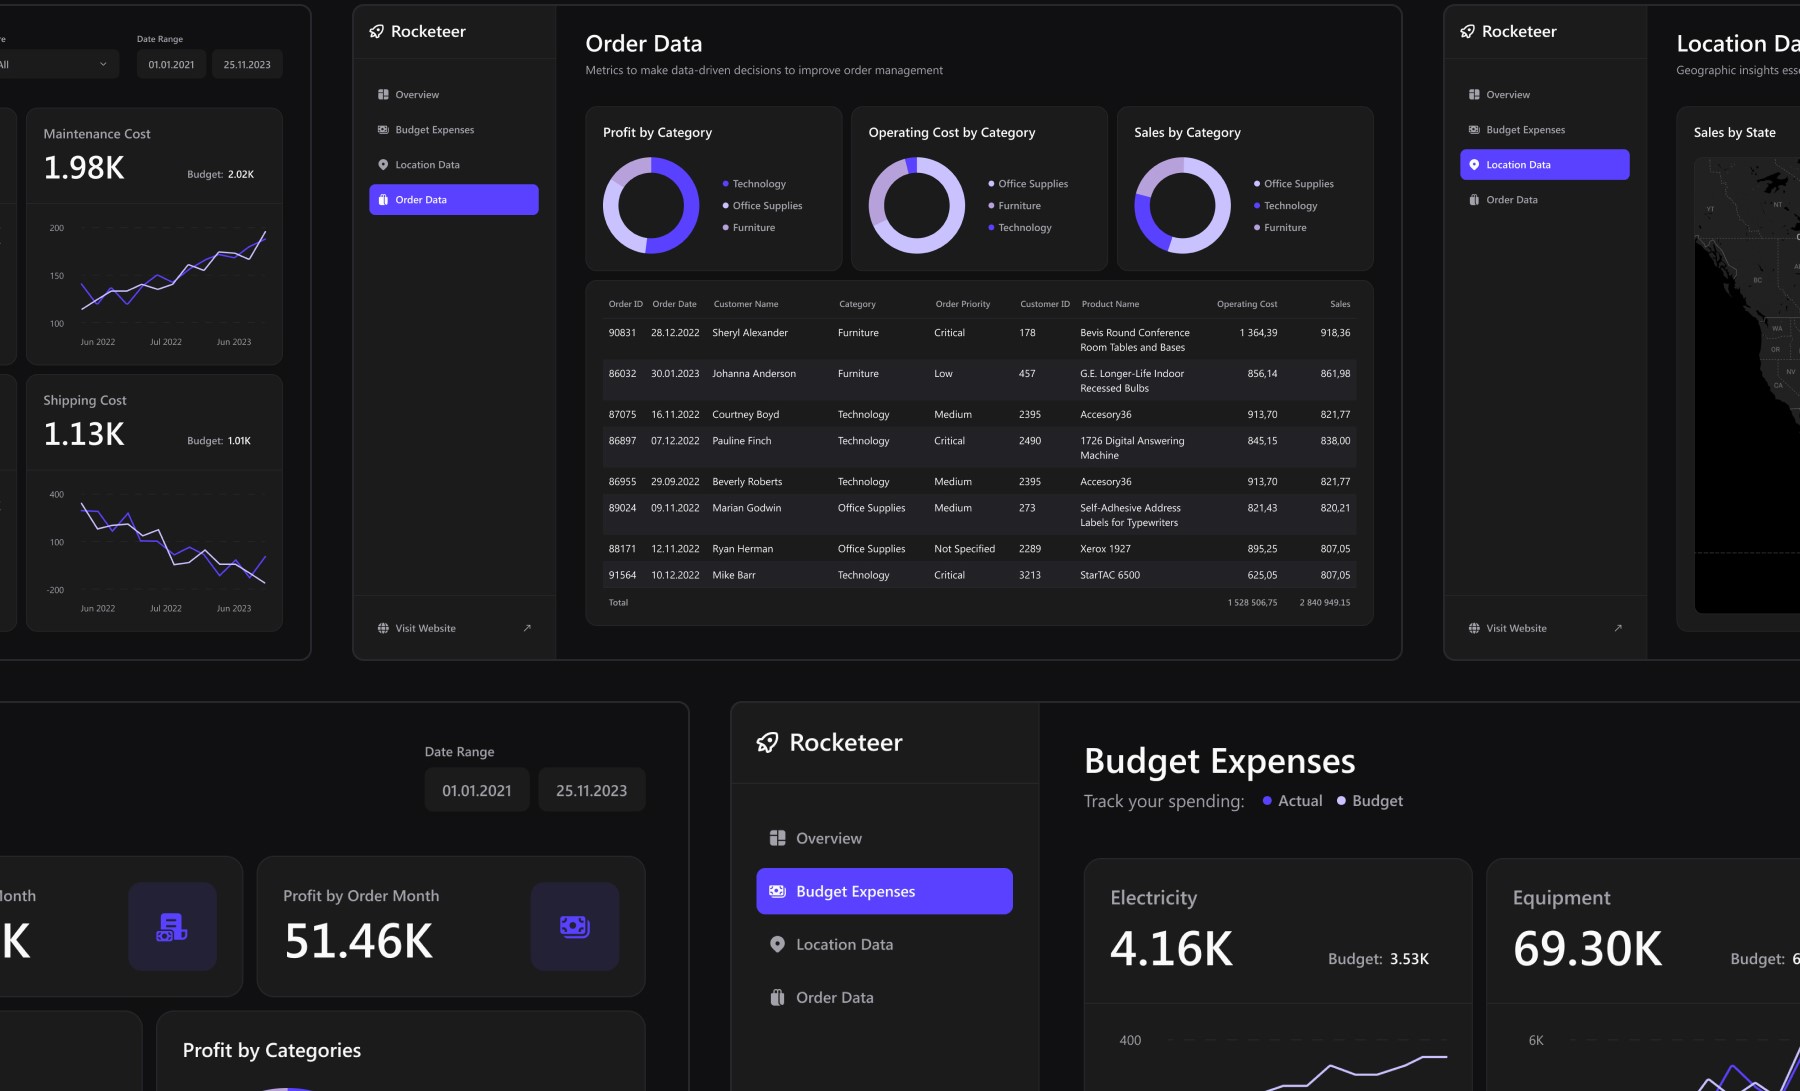 Date Range
All
01.01.2021
25.11.2023
Maintenance Cost
1.98K
Budget: 2.02K
200
150
100
Jun 2022
Jul 2022
Jun 2023
Shipping Cost
1.13K
Budget: 1.01K
400
100
-200
Jun 2022
Jul 2022
Jun 2023
Rocketeer
Overview
Budget Expenses
Location Data
Order Data
Visit Website
Order Data
Metrics to make data-driven decisions to improve order management
Profit by Category
Technology
Office Supplies
Furniture
Operating Cost by Category
Office Supplies
Furniture
Technology
Sales by Category
Office Supplies
Technology
Furniture
Order ID Order Date Customer Name Category Order Priority Customer ID Product Name Operating Cost Sales
90831 28.12.2022 Sheryl Alexander Furniture Critical 178 Bevis Round Conference 1 364,39 918,36
Room Tables and Bases
86032 30.01.2023 Johanna Anderson Furniture Low 457 G.E. Longer-Life Indoor 856,14 861,98
Recessed Bulbs
87075 16.11.2022 Courtney Boyd Technology Medium 2395 Accesory36 913,70 821,77
86897 07.12.2022 Pauline Finch Technology Critical 2490 1726 Digital Answering 845,15 838,00
Machine
86955 29.09.2022 Beverly Roberts Technology Medium 2395 Accesory36 913,70 821,77
89024 09.11.2022 Marian Godwin Office Supplies Medium 273 Self-Adhesive Address 821,43 820,21
Labels for Typewriters
88171 12.11.2022 Ryan Herman Office Supplies Not Specified 2289 Xerox 1927 895,25 807,05
91564 10.12.2022 Mike Barr Technology Critical 3213 StarTAC 6500 625,05 807,05
Total 1 528 506,75 2 840 949.15
Rocketeer
Overview
Budget Expenses
Location Data
Order Data
Visit Website
Location Da
Geographic insights esse
Sales by State
YT
NT
BC
WA
OR
NV
CA
Date Range
01.01.2021
25.11.2023
Month
K
Profit by Order Month
51.46K
Profit by Categories
Rocketeer
Overview
Budget Expenses
Location Data
Order Data
Budget Expenses
Track your spending: Actual Budget
Electricity
4.16K
Budget: 3.53K
400
Equipment
69.30K
Budget: 6
6K